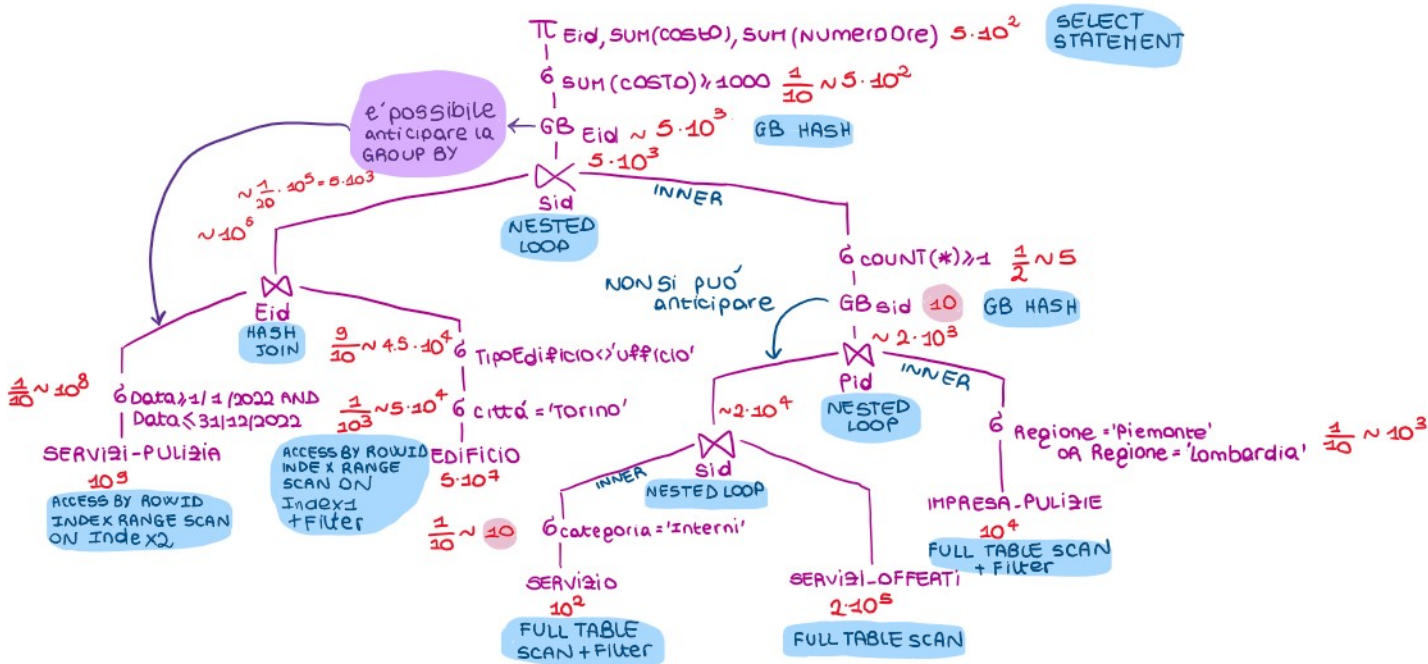 π Eid, SUM(COSTO), SUM(NumeroOre) 5·10²
SELECT
STATEMENT
σ SUM(COSTO)≥1000 1/10 ~ 5·10²
e' possibile
anticipare la
GROUP BY
GB Eid ~ 5·10³
GB HASH
5·10³
~ 1/20 · 10⁵ = 5·10³
INNER
Sid
NESTED
LOOP
~10⁵
σ COUNT(*)≥1 1/2 ~ 5
NON SI PUÓ
anticipare
GB Sid 10
GB HASH
Eid
HASH
JOIN
9/10 ~ 4.5·10⁴
σ TipoEdificio<>'ufficio'
~ 2·10³
INNER
Pid
NESTED
LOOP
1/10 ~ 10⁸
σ Data≥1/1/2022 AND
Data≤31/12/2022
1/10³ ~ 5·10⁴
σ città='Torino'
~2·10⁴
σ Regione='Piemonte'
OR Regione='Lombardia'
1/10 ~ 10³
SERVIZI-PULIZIA
10⁹
ACCESS BY ROWID
INDEX RANGE SCAN
ON Index2
ACCESS BY ROWID
INDEX RANGE
SCAN ON
Index1
+Filter
EDIFICIO
5·10⁷
Sid
NESTED LOOP
INNER
1/10 ~ 10
σ categoria='Interni'
IMPRESA-PULIZIE
10⁴
FULL TABLE SCAN
+ Filter
SERVIZIO
10²
FULL TABLE
SCAN+Filter
SERVIZI-OFFERTI
2·10⁵
FULL TABLE SCAN